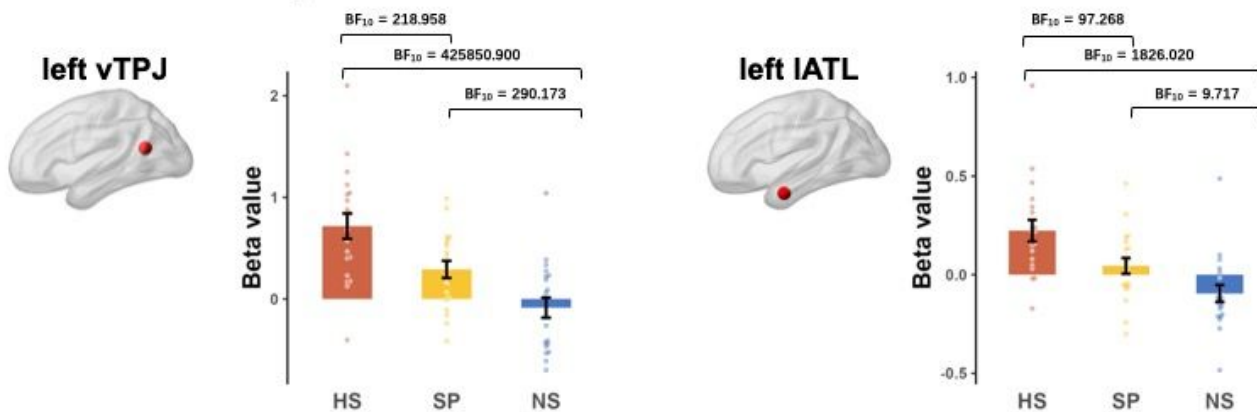 BF₁₀ = 218.958
BF₁₀ = 425850.900
BF₁₀ = 290.173
left vTPJ
Beta value
2
1
0
HS SP NS
BF₁₀ = 97.268
BF₁₀ = 1826.020
BF₁₀ = 9.717
left lATL
Beta value
1.0
0.5
0.0
-0.5
HS SP NS